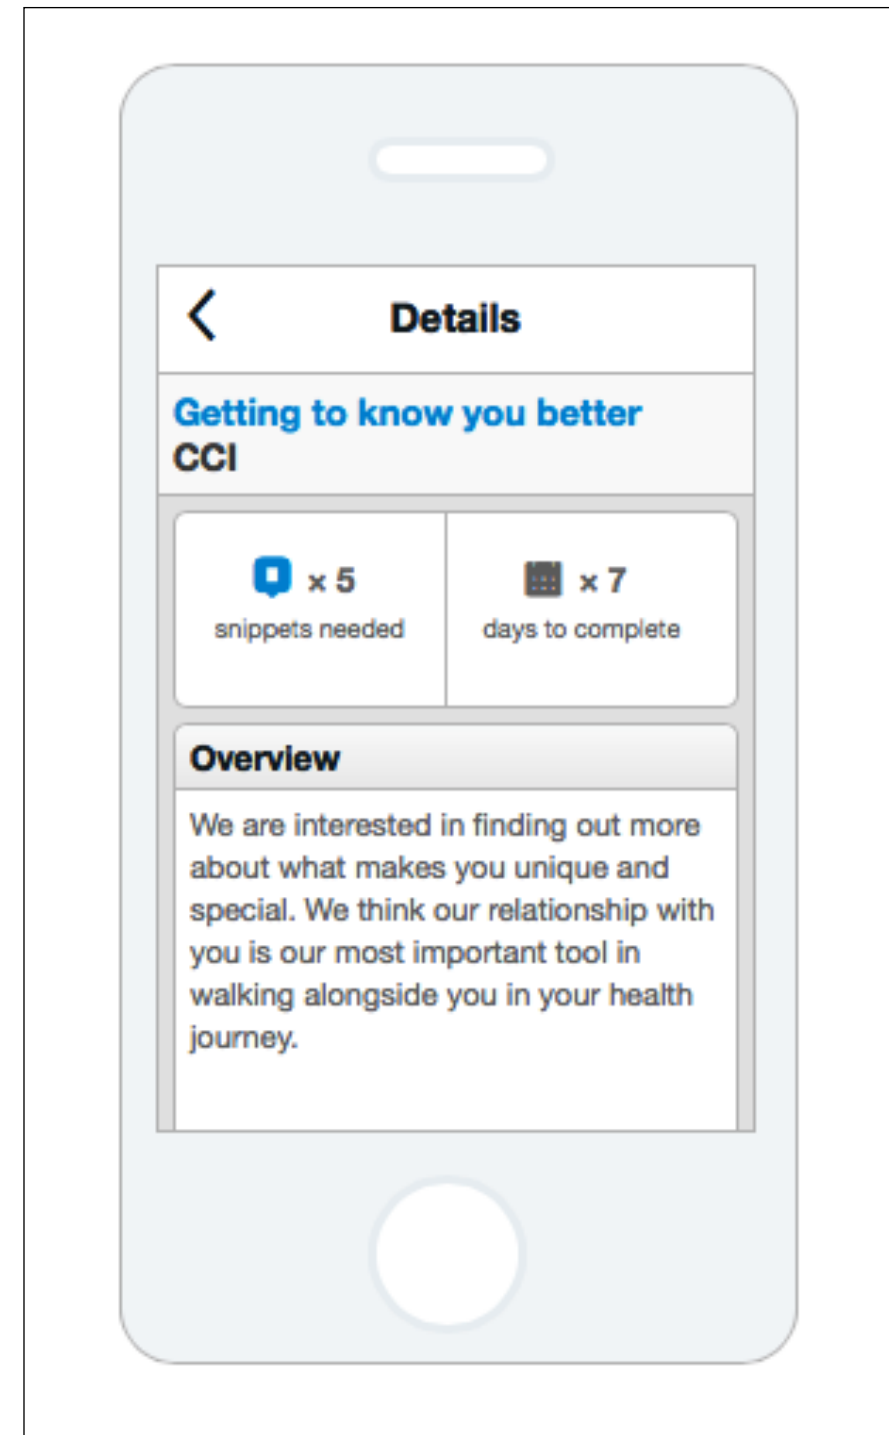 Details
Getting to know you better
CCI
× 5
snippets needed
× 7
days to complete
Overview
We are interested in finding out more
about what makes you unique and
special. We think our relationship with
you is our most important tool in
walking alongside you in your health
journey.